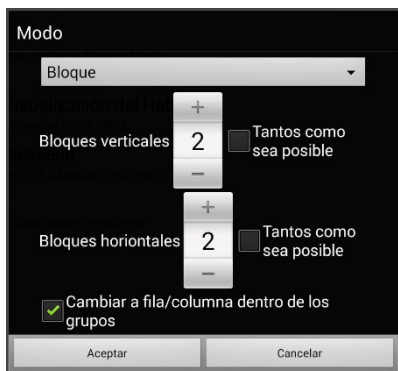 Modo
Bloque
+
Bloques verticales 2 Tantos como
sea posible
−
+
Bloques horiontales 2 Tantos como
sea posible
−
Cambiar a fila/columna dentro de los
grupos
Aceptar Cancelar